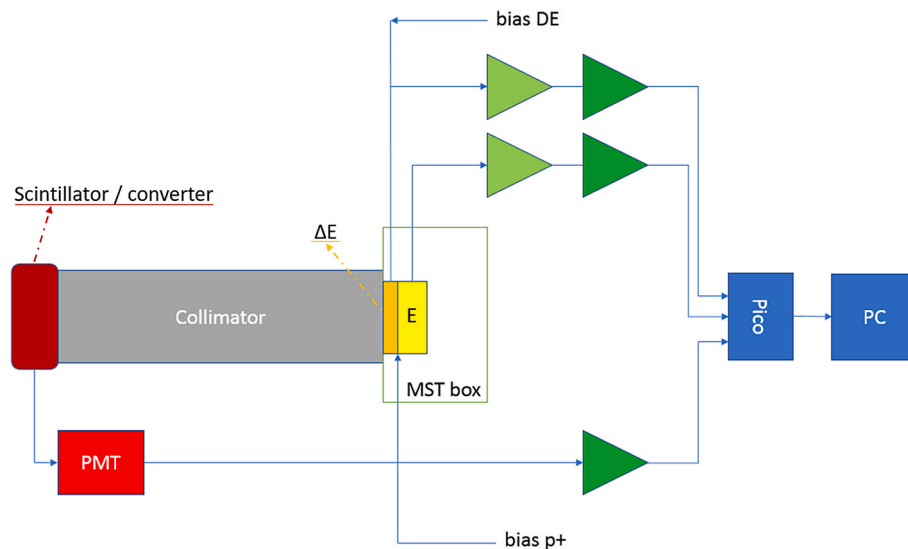 bias DE
Scintillator / converter
ΔE
Collimator
E
MST box
Pico
PC
PMT
bias p+